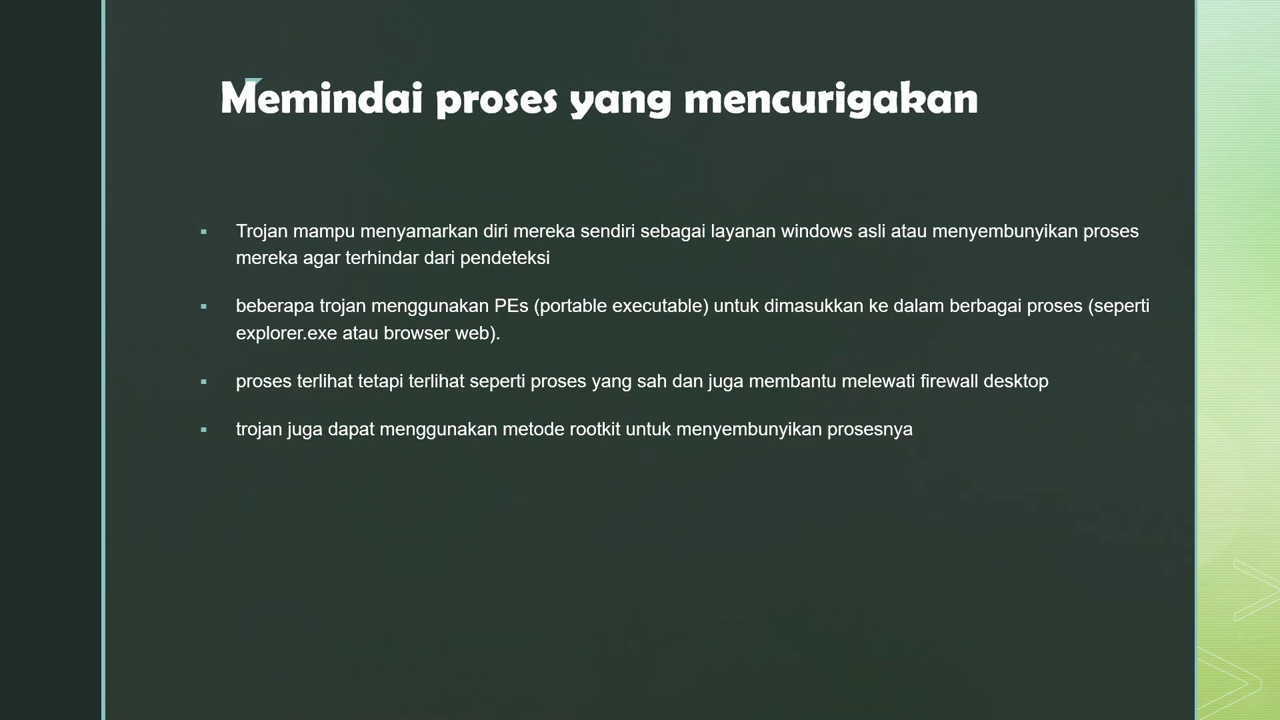 Memindai proses yang mencurigakan
Trojan mampu menyamarkan diri mereka sendiri sebagai layanan windows asli atau menyembunyikan proses
mereka agar terhindar dari pendeteksi
beberapa trojan menggunakan PEs (portable executable) untuk dimasukkan ke dalam berbagai proses (seperti
explorer.exe atau browser web).
proses terlihat tetapi terlihat seperti proses yang sah dan juga membantu melewati firewall desktop
trojan juga dapat menggunakan metode rootkit untuk menyembunyikan prosesnya